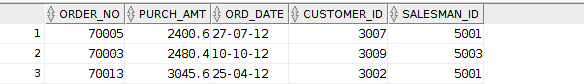 ORDER_NO PURCH_AMT ORD_DATE CUSTOMER_ID SALESMAN_ID
1 70005 2400.6 27-07-12 3007 5001
2 70003 2480.4 10-10-12 3009 5003
3 70013 3045.6 25-04-12 3002 5001